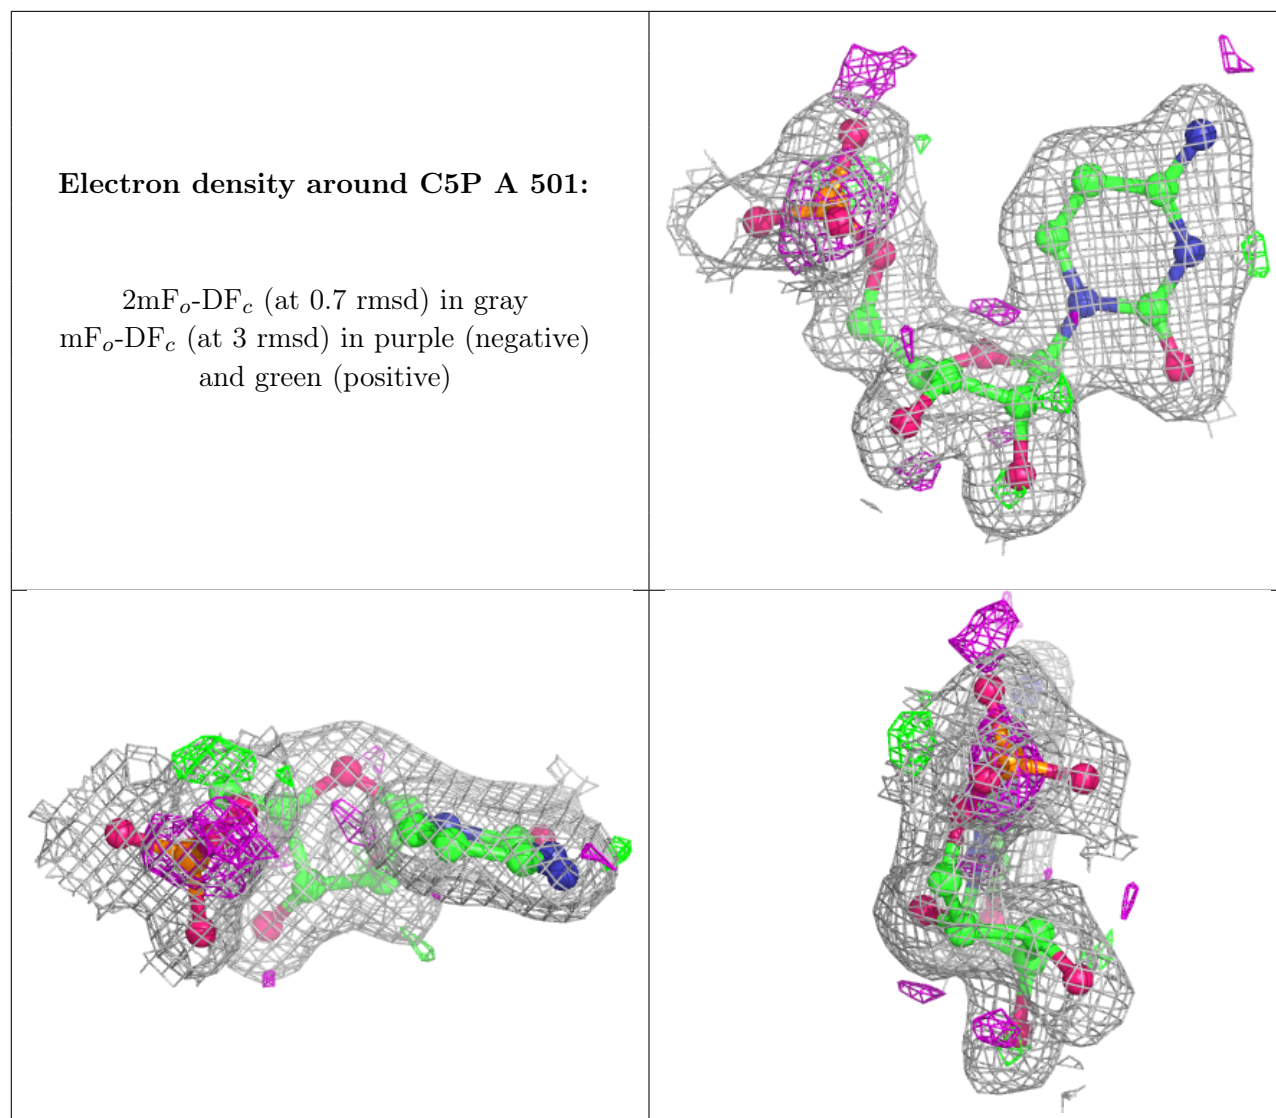 Electron density around C5P A 501:
2mFo-DFc (at 0.7 rmsd) in gray
mFo-DFc (at 3 rmsd) in purple (negative)
and green (positive)